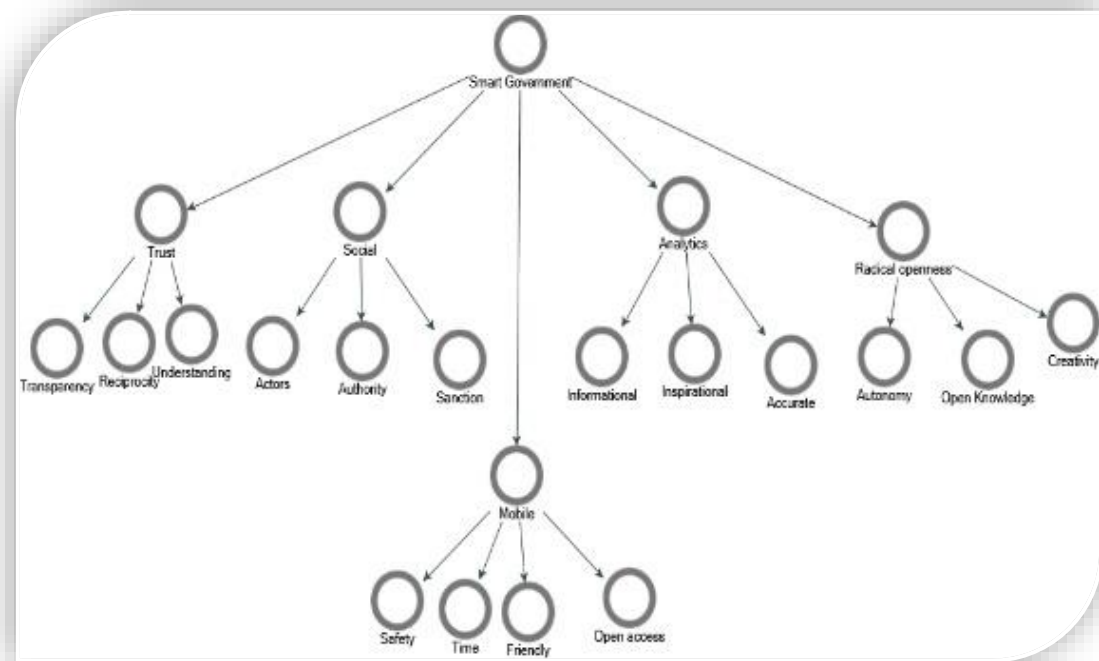 Smart Government
Trust
Social
Analytics
Radical openness
Transparency
Reciprocity
Understanding
Actors
Authority
Sanction
Informational
Inspirational
Accurate
Autonomy
Open Knowledge
Creativity
Mobile
Safety
Time
Friendly
Open access